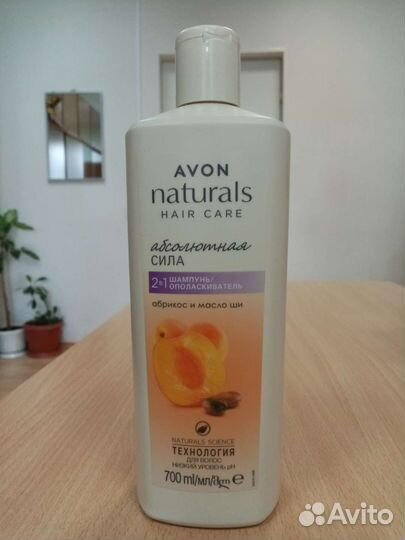 AVON
naturals
HAIR CARE
абсолютная
СИЛА
2в1 ШАМПУНЬ/
ОПОЛАСКИВАТЕЛЬ
абрикос и масло ши
NATURALS SCIENCE
ТЕХНОЛОГИЯ
ДЛЯ ВОЛОС
НИЗКИЙ УРОВЕНЬ pH
700 ml/мл/მლ e
Avito